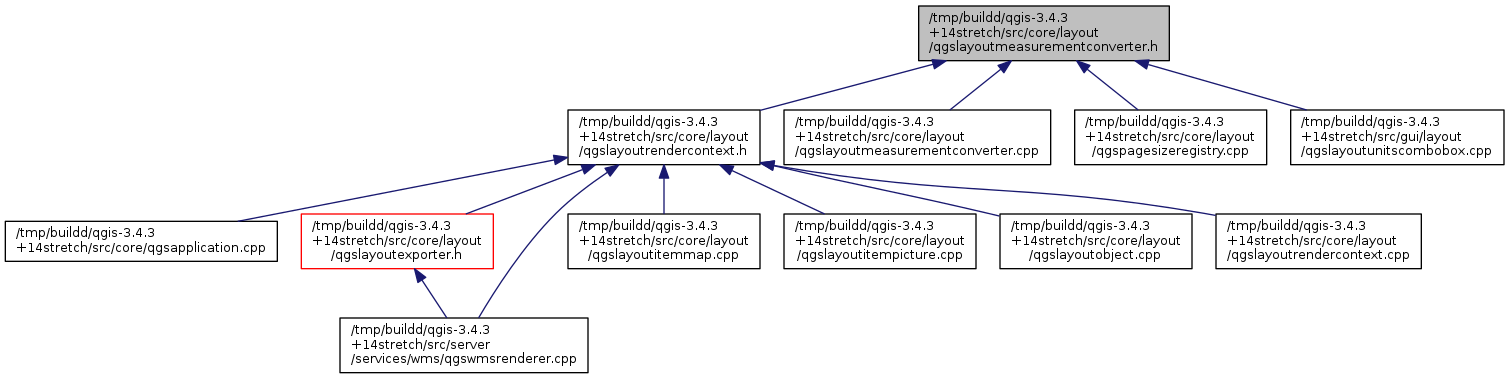 /tmp/buildd/qgis-3.4.3
+14stretch/src/core/layout
/qgslayoutmeasurementconverter.h
/tmp/buildd/qgis-3.4.3
+14stretch/src/core/layout
/qgslayoutrendercontext.h
/tmp/buildd/qgis-3.4.3
+14stretch/src/core/layout
/qgslayoutmeasurementconverter.cpp
/tmp/buildd/qgis-3.4.3
+14stretch/src/core/layout
/qgspagesizeregistry.cpp
/tmp/buildd/qgis-3.4.3
+14stretch/src/gui/layout
/qgslayoutunitscombobox.cpp
/tmp/buildd/qgis-3.4.3
+14stretch/src/core/qgsapplication.cpp
/tmp/buildd/qgis-3.4.3
+14stretch/src/core/layout
/qgslayoutexporter.h
/tmp/buildd/qgis-3.4.3
+14stretch/src/core/layout
/qgslayoutitemmap.cpp
/tmp/buildd/qgis-3.4.3
+14stretch/src/core/layout
/qgslayoutitempicture.cpp
/tmp/buildd/qgis-3.4.3
+14stretch/src/core/layout
/qgslayoutobject.cpp
/tmp/buildd/qgis-3.4.3
+14stretch/src/core/layout
/qgslayoutrendercontext.cpp
/tmp/buildd/qgis-3.4.3
+14stretch/src/server
/services/wms/qgswmsrenderer.cpp